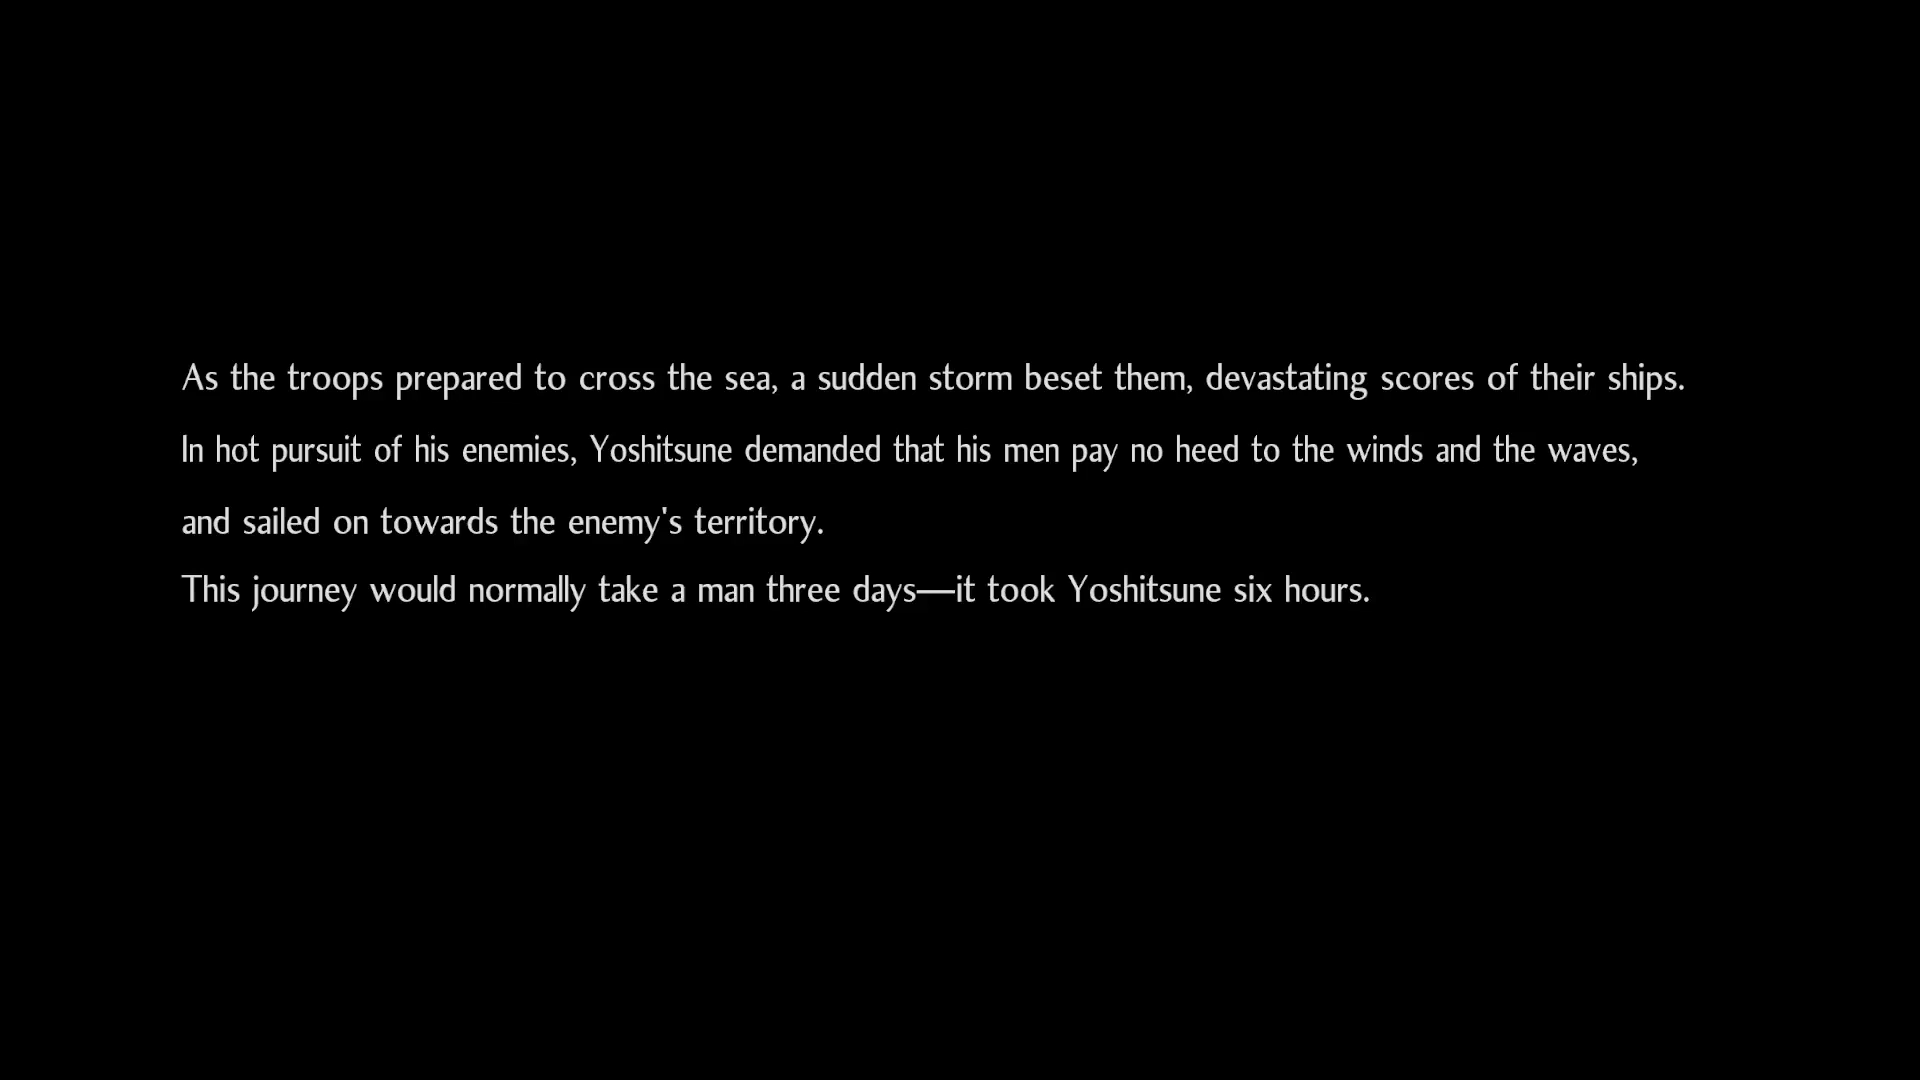 As the troops prepared to cross the sea, a sudden storm beset them, devastating scores of their ships.
In hot pursuit of his enemies, Yoshitsune demanded that his men pay no heed to the winds and the waves,
and sailed on towards the enemy's territory.
This journey would normally take a man three days—it took Yoshitsune six hours.